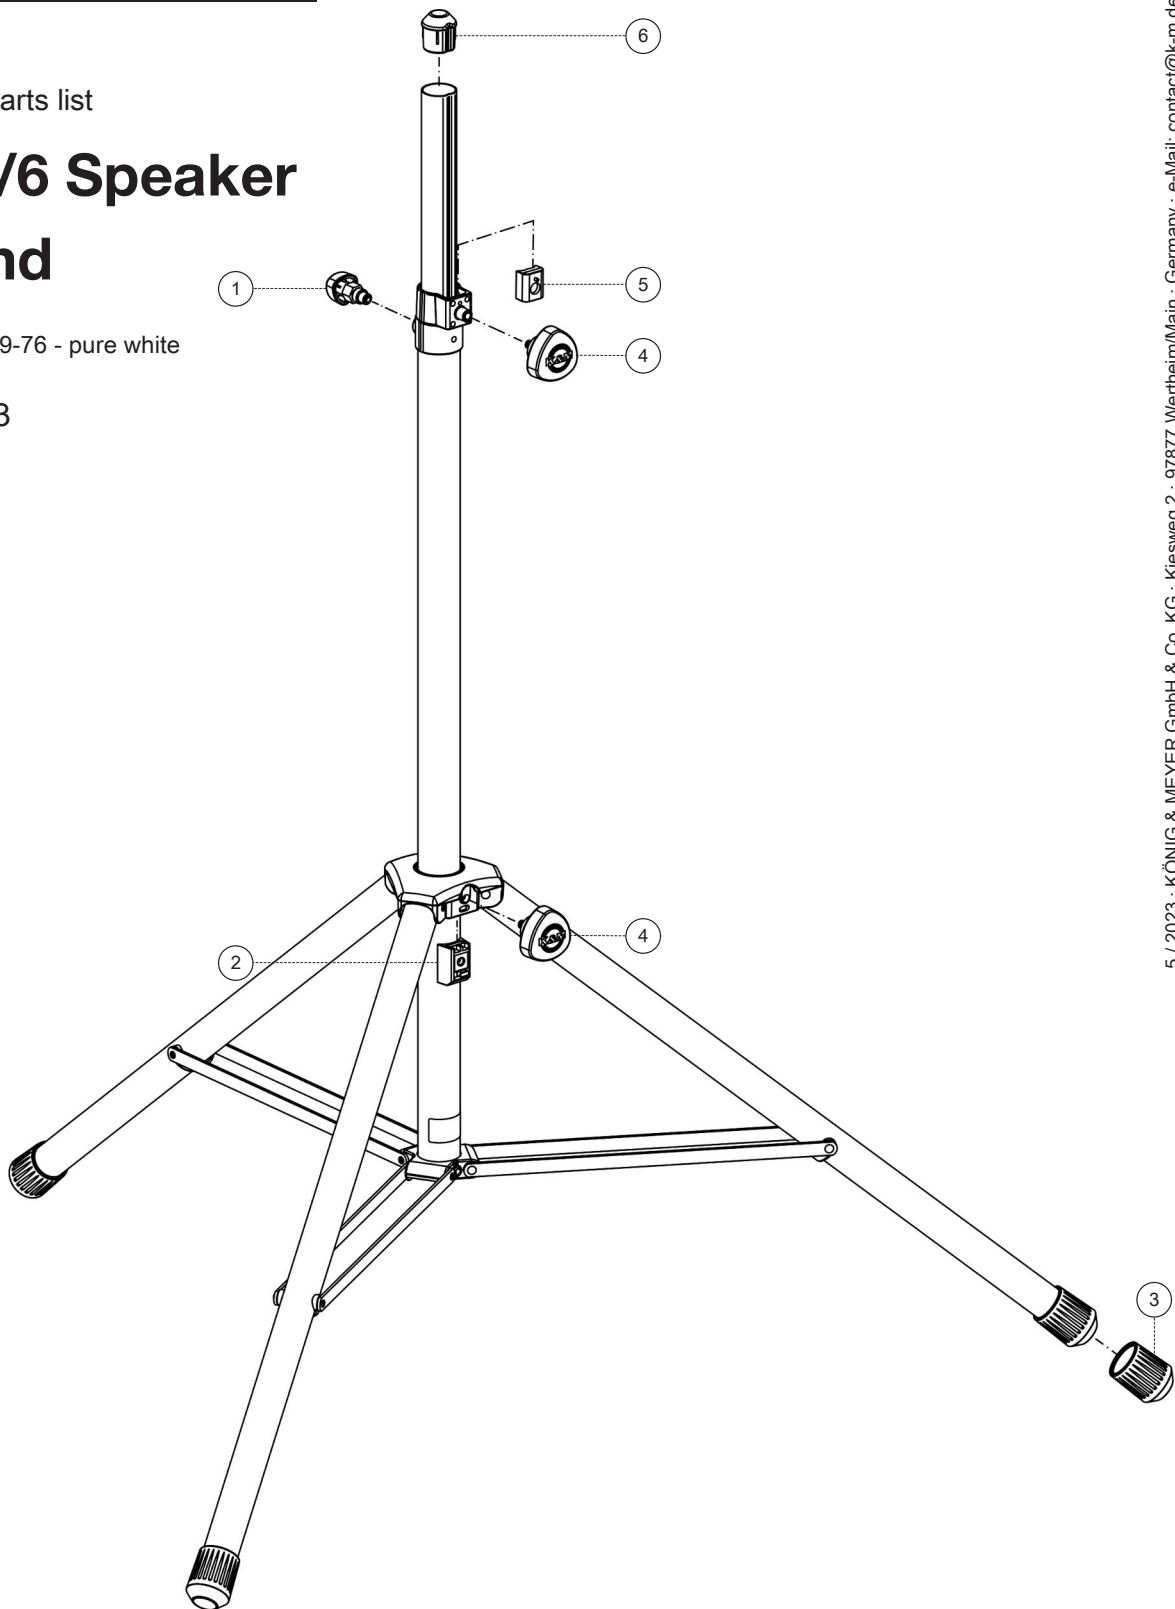 arts list
/6 Speaker
nd
9-76 - pure white
3
6
1
5
4
K&M
2
4
K&M
3
5 / 2023 · KÖNIG & MEYER GmbH & Co. KG · Kiesweg 2 · 97877 Wertheim/Main · Germany · e-Mail: contact@k-m.de